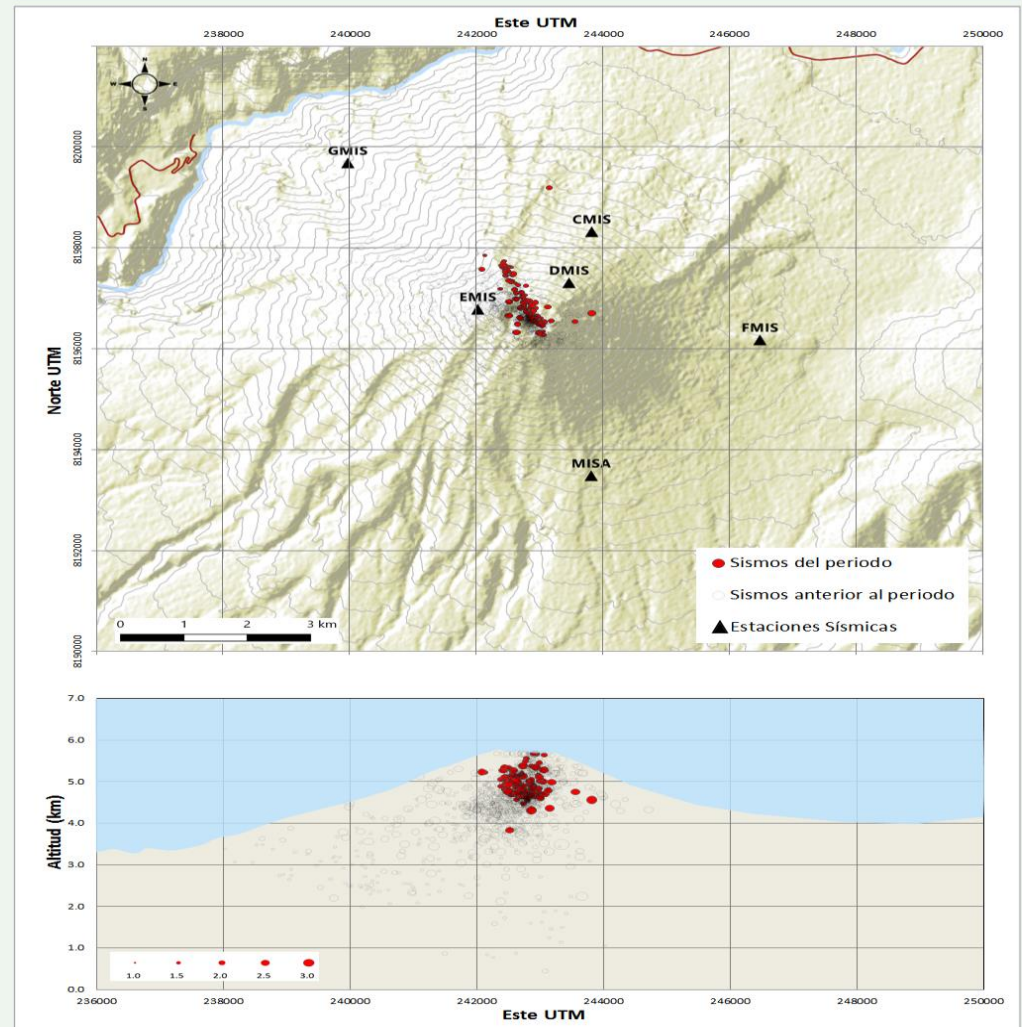 Este UTM
238000 240000 242000 244000 246000 248000 250000
N
W E
S
8200000
GMIS
CMIS
8198000
DMIS
EMIS
FMIS
8196000
Norte UTM
8194000
MISA
8192000
Sismos del periodo
Sismos anterior al periodo
Estaciones Sísmicas
0 1 2 3 km
8190000
7.0
6.0
5.0
4.0
3.0
2.0
1.0
0.0
Altitud (km)
1.0 1.5 2.0 2.5 3.0
236000 238000 240000 242000 244000 246000 248000 250000
Este UTM